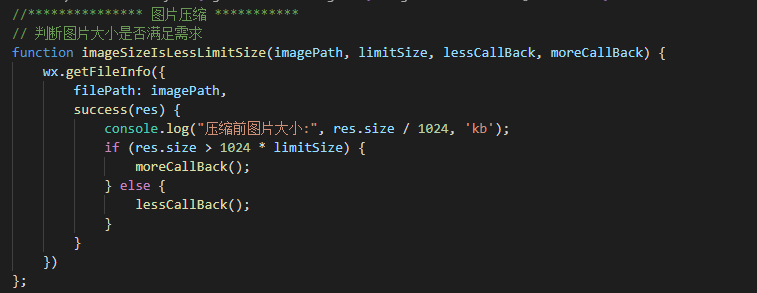 //*************** 图片压缩 ***********
// 判断图片大小是否满足需求
function imageSizeIsLessLimitSize(imagePath, limitSize, lessCallBack, moreCallBack) {
    wx.getFileInfo({
        filePath: imagePath,
        success(res) {
            console.log("压缩前图片大小:", res.size / 1024, 'kb');
            if (res.size > 1024 * limitSize) {
                moreCallBack();
            } else {
                lessCallBack();
            }
        }
    })
};